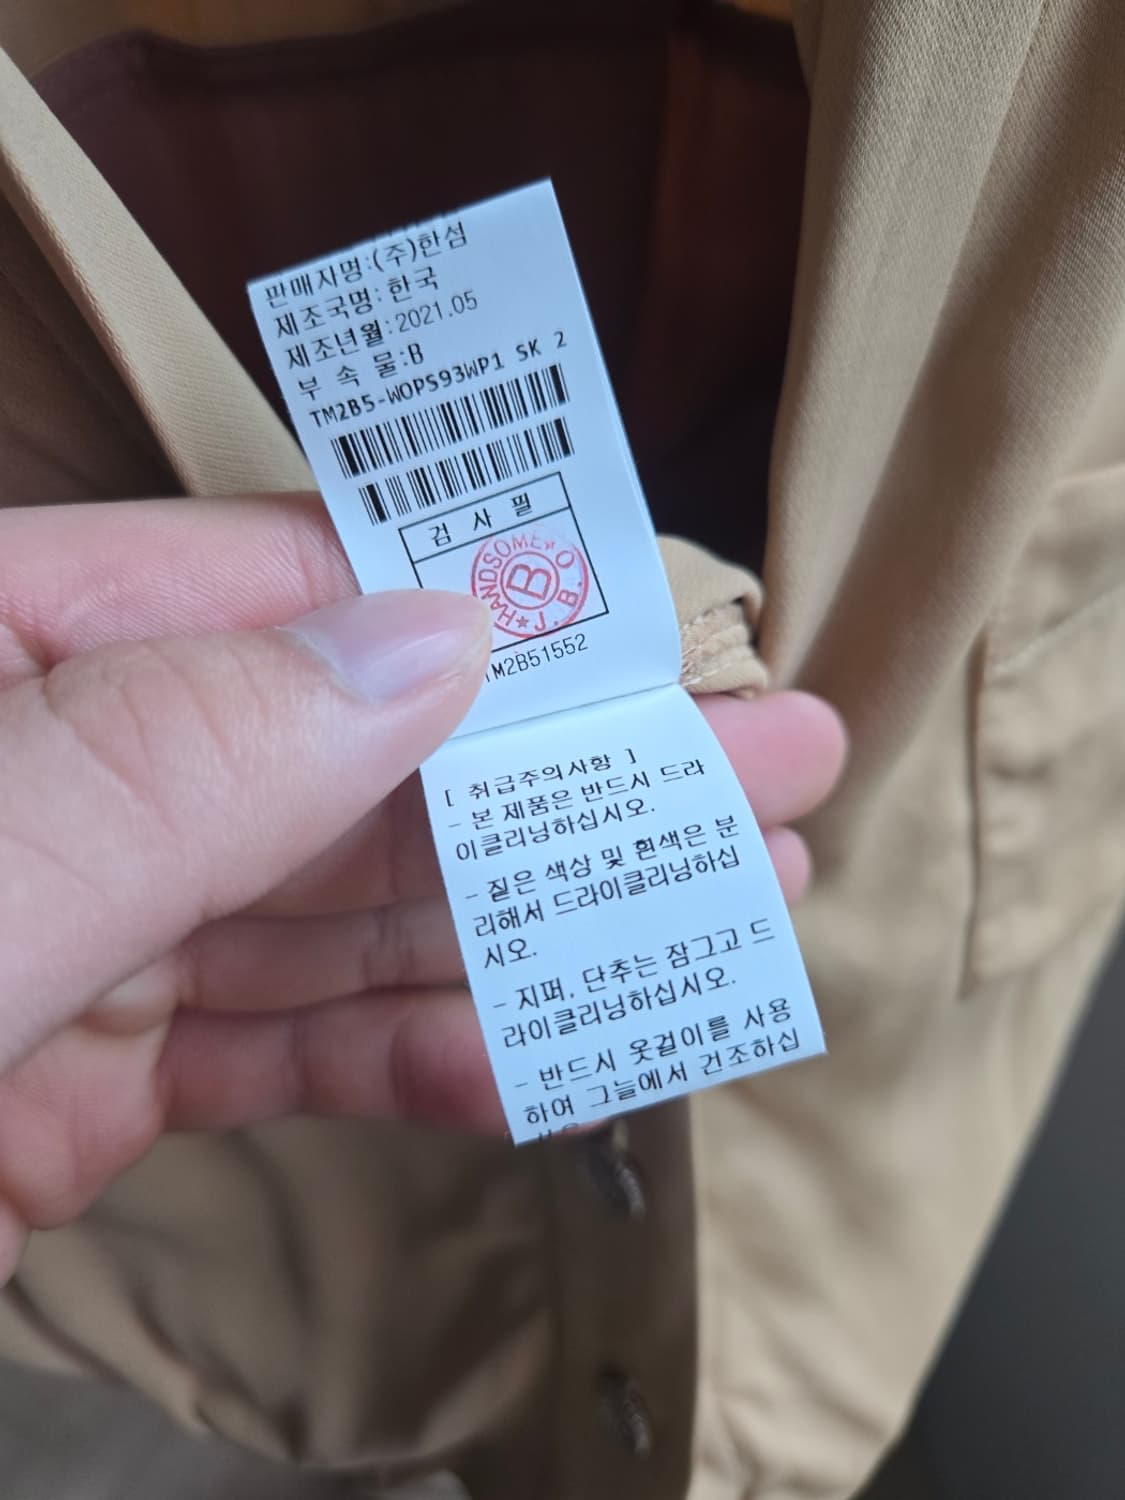 판매자명:(주)한섬
제조국명: 한국
제조년월:2021.05
부 속 물:B
TM2B5-WOPS93WP1 SK 2
검 사 필
HANDSOME★O
B
★J.B.
TM2B51552
[ 취급주의사항 ]
- 본 제품은 반드시 드라
이클리닝하십시오.
- 짙은 색상 및 흰색은 분
리해서 드라이클리닝하십
시오.
- 지퍼, 단추는 잠그고 드
라이클리닝하십시오.
- 반드시 옷걸이를 사용
하여 그늘에서 건조하십